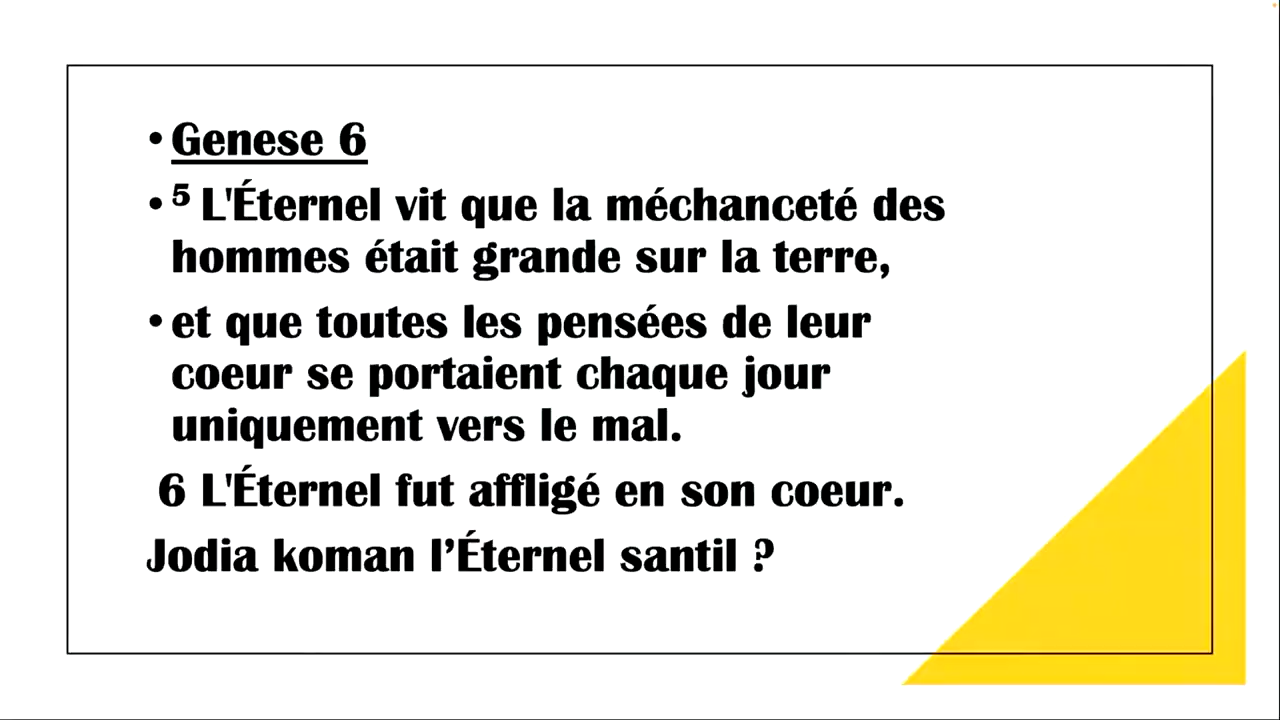 • Genese 6
• ⁵ L'Éternel vit que la méchanceté des
hommes était grande sur la terre,
• et que toutes les pensées de leur
coeur se portaient chaque jour
uniquement vers le mal.
6 L'Éternel fut affligé en son coeur.
Jodia koman l’Éternel santil ?